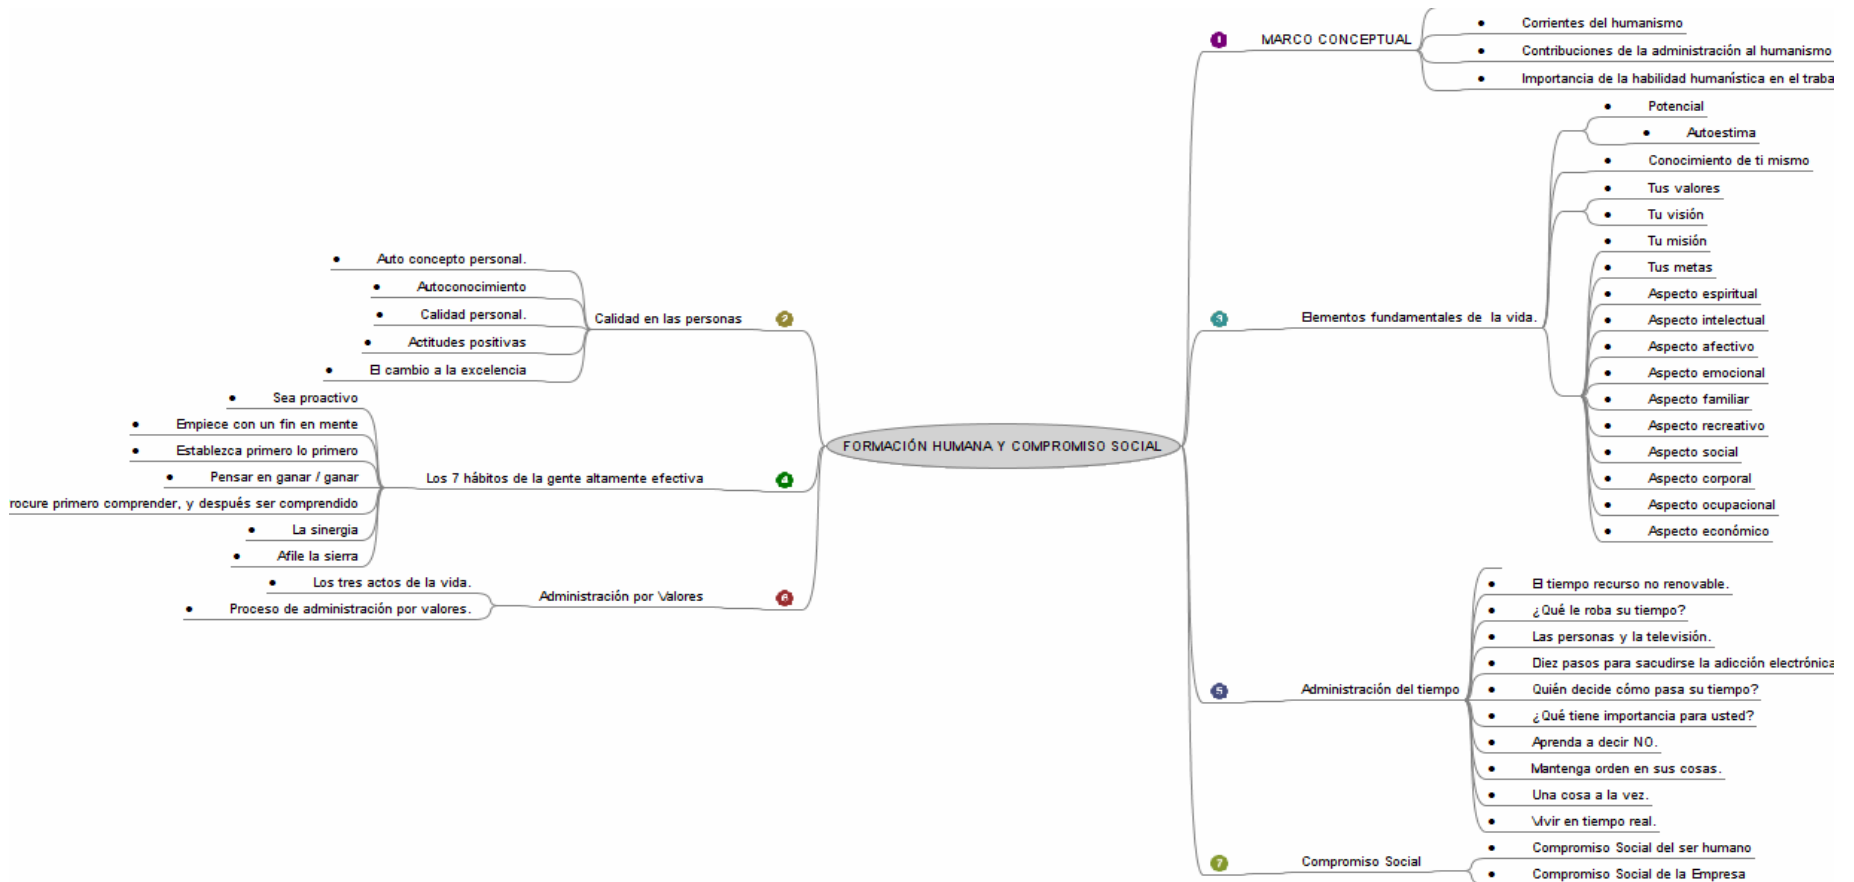 1 MARCO CONCEPTUAL
• Corrientes del humanismo
• Contribuciones de la administración al humanismo
• Importancia de la habilidad humanística en el traba
2 Calidad en las personas
• Auto concepto personal.
• Autoconocimiento
• Calidad personal.
• Actitudes positivas
• El cambio a la excelencia
3 Elementos fundamentales de la vida.
• Potencial
• Autoestima
• Conocimiento de ti mismo
• Tus valores
• Tu visión
• Tu misión
• Tus metas
• Aspecto espiritual
• Aspecto intelectual
• Aspecto afectivo
• Aspecto emocional
• Aspecto familiar
• Aspecto recreativo
• Aspecto social
• Aspecto corporal
• Aspecto ocupacional
• Aspecto económico
FORMACIÓN HUMANA Y COMPROMISO SOCIAL
4 Los 7 hábitos de la gente altamente efectiva
• Sea proactivo
• Empiece con un fin en mente
• Establezca primero lo primero
• Pensar en ganar / ganar
rocure primero comprender, y después ser comprendido
• La sinergia
• Afile la sierra
5 Administración del tiempo
• El tiempo recurso no renovable.
• ¿Qué le roba su tiempo?
• Las personas y la televisión.
• Diez pasos para sacudirse la adicción electrónica
• Quién decide cómo pasa su tiempo?
• ¿Qué tiene importancia para usted?
• Aprenda a decir NO.
• Mantenga orden en sus cosas.
• Una cosa a la vez.
• Vivir en tiempo real.
6 Administración por Valores
• Los tres actos de la vida.
• Proceso de administración por valores.
7 Compromiso Social
• Compromiso Social del ser humano
• Compromiso Social de la Empresa